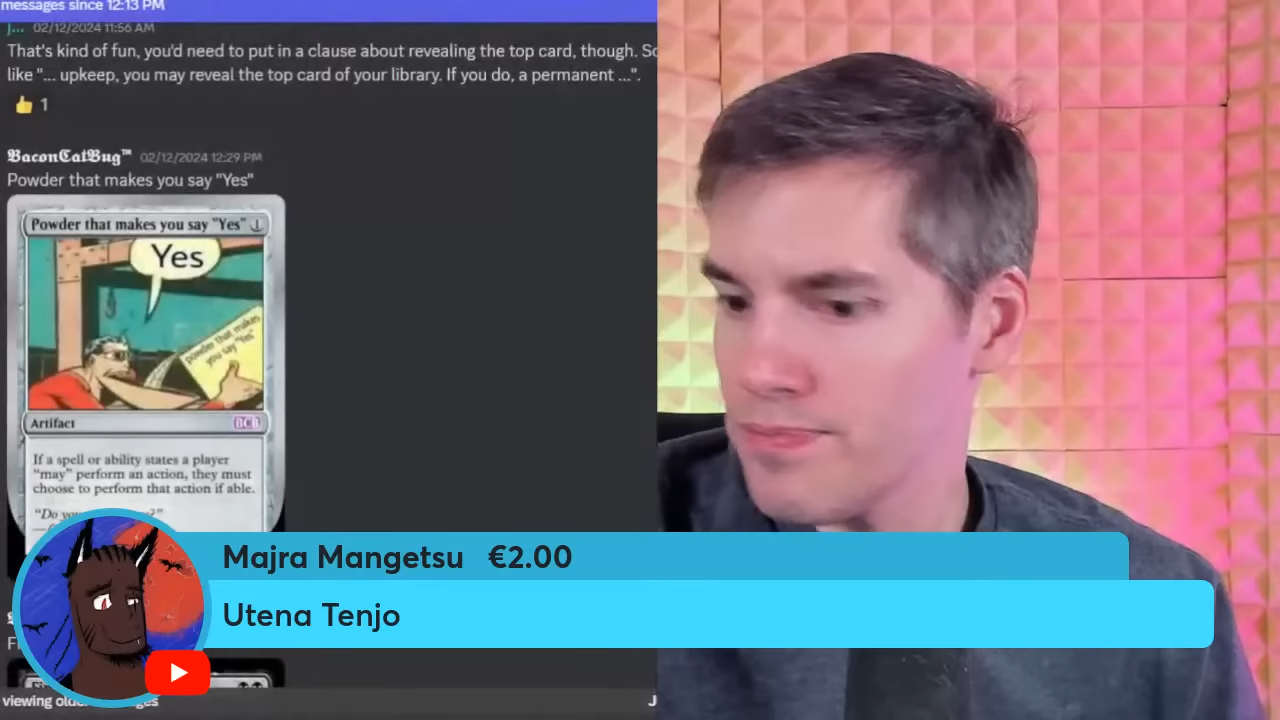 messages since 12:13 PM
j... 02/12/2024 11:56 AM
That's kind of fun, you'd need to put in a clause about revealing the top card, though. So
like "... upkeep, you may reveal the top card of your library. If you do, a permanent ...".
👍 1
𝕭𝖆𝖈𝖔𝖓𝕮𝖆𝖙𝕭𝖚𝖌™ 02/12/2024 12:29 PM
Powder that makes you say "Yes"
Powder that makes you say "Yes" 1
Yes
powder that makes
you say "Yes"
Artifact BCB
If a spell or ability states a player
"may" perform an action, they must
choose to perform that action if able.
"Do
Majra Mangetsu €2.00
Utena Tenjo
viewing